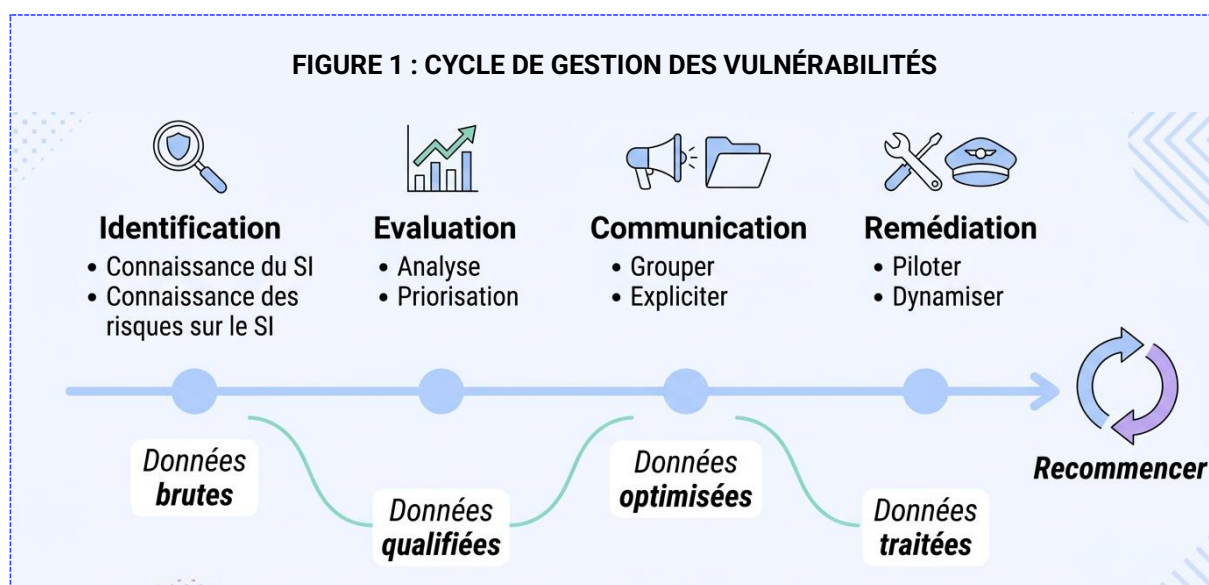 FIGURE 1 : CYCLE DE GESTION DES VULNÉRABILITÉS
Identification
• Connaissance du SI
• Connaissance des
risques sur le SI
Evaluation
• Analyse
• Priorisation
Communication
• Grouper
• Expliciter
Remédiation
• Piloter
• Dynamiser
Données
brutes
Données
qualifiées
Données
optimisées
Données
traitées
Recommencer